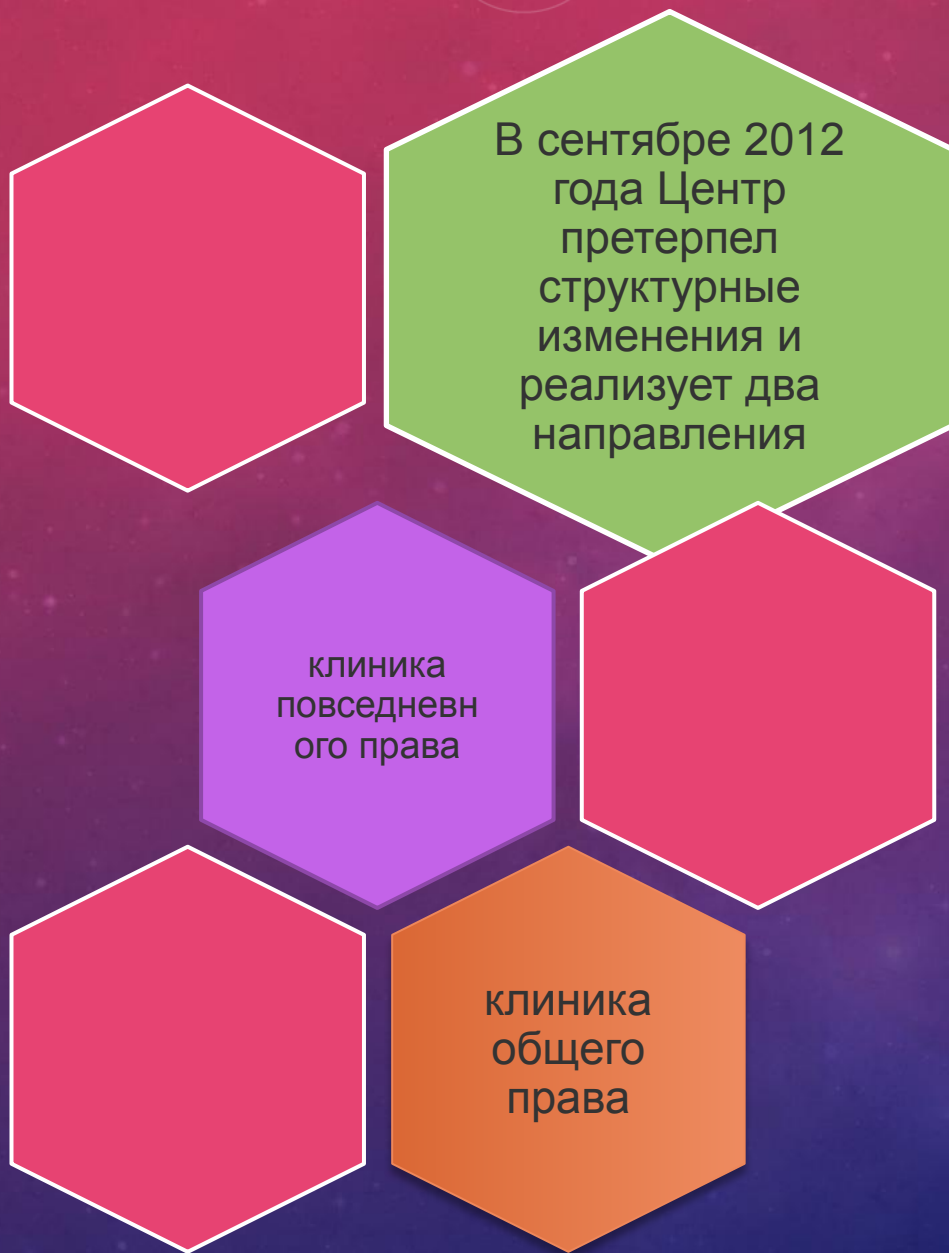 В сентябре 2012
года Центр
претерпел
структурные
изменения и
реализует два
направления
клиника
повседневн
ого права
клиника
общего
права